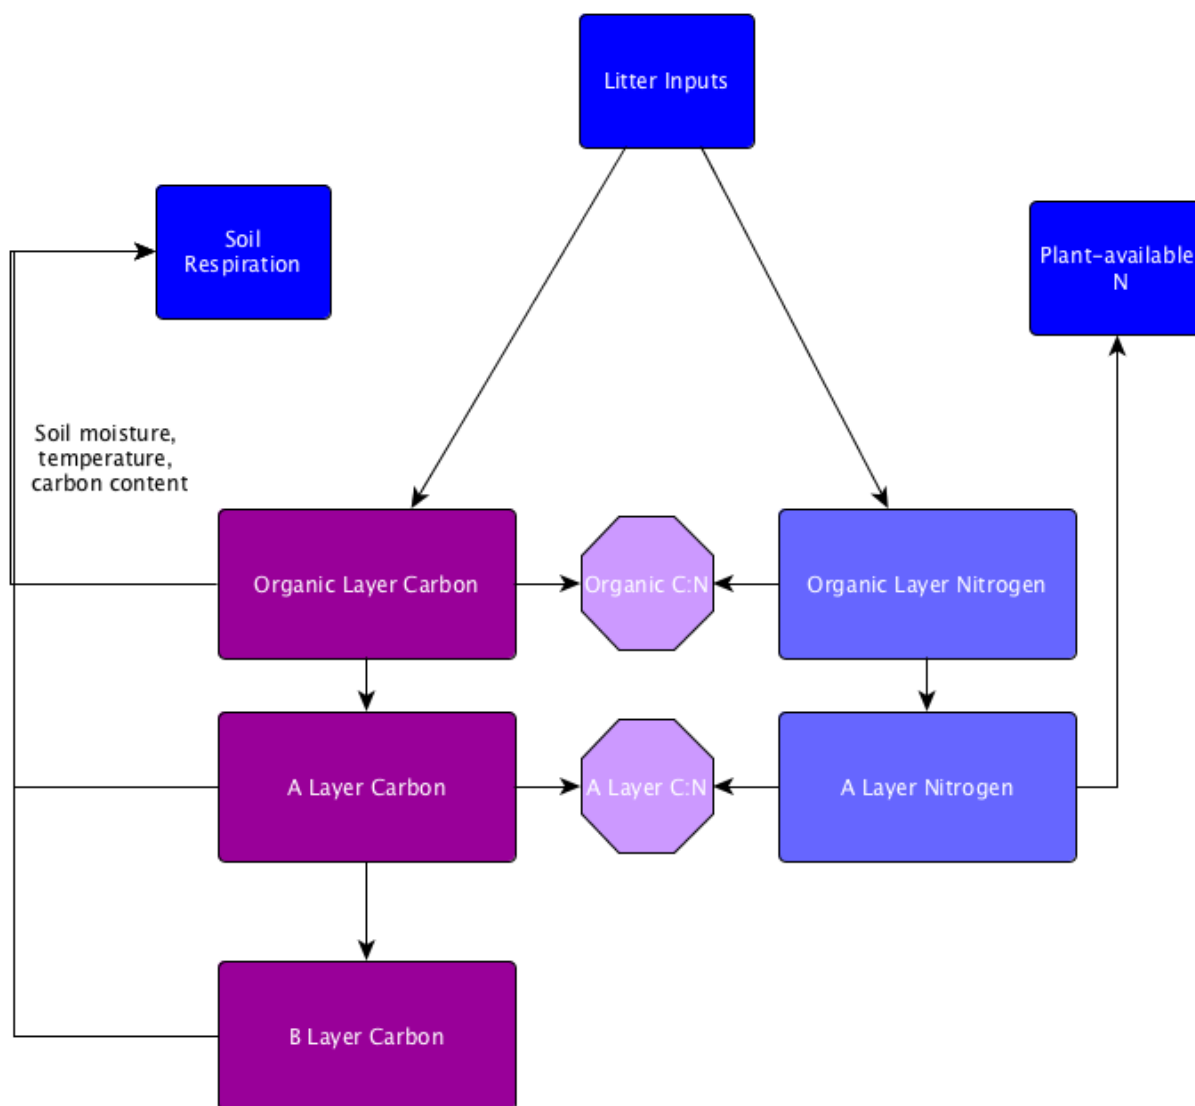 Litter Inputs
Soil
Respiration
Plant-available
N
Soil moisture,
temperature,
carbon content
Organic Layer Carbon
Organic C:N
Organic Layer Nitrogen
A Layer Carbon
A Layer C:N
A Layer Nitrogen
B Layer Carbon